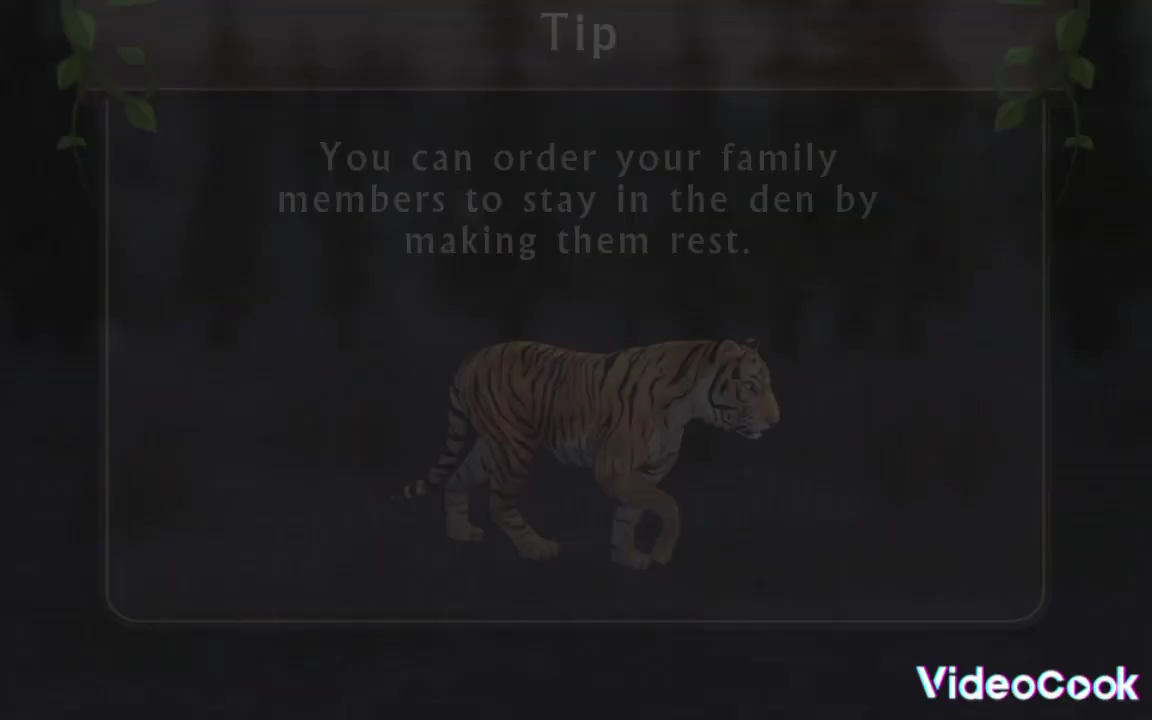 Tip
You can order your family
members to stay in the den by
making them rest.
VideoCook